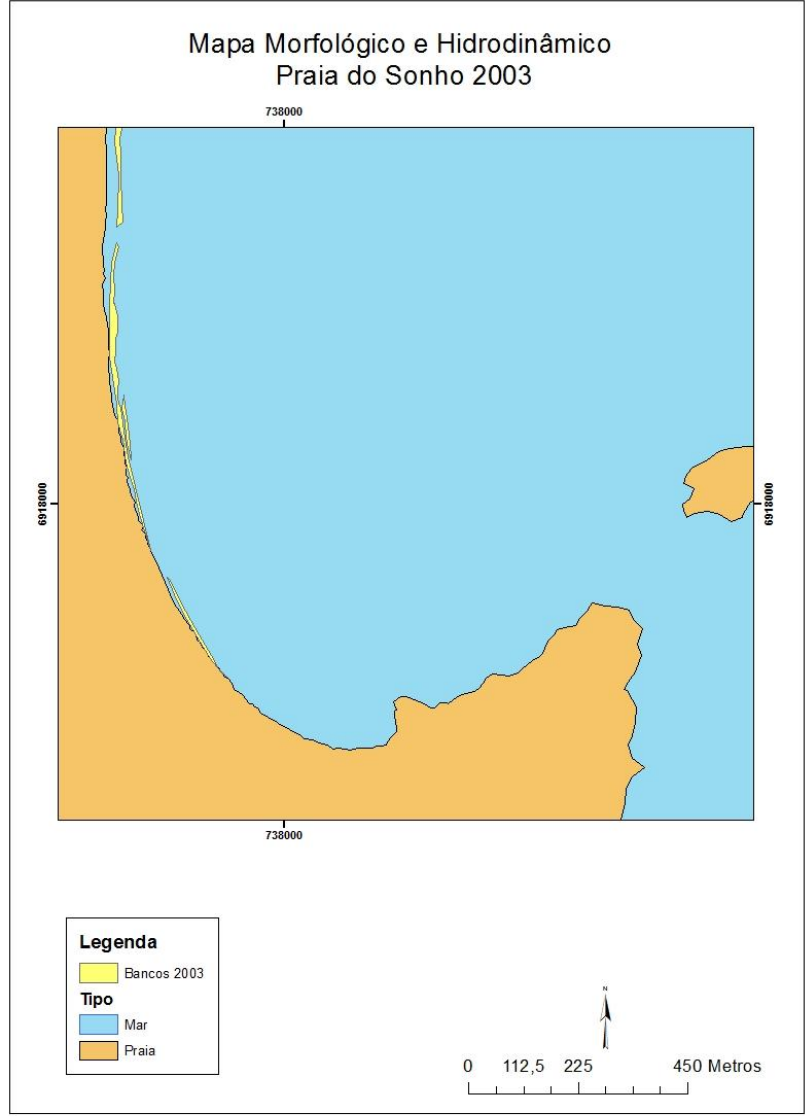 Mapa Morfológico e Hidrodinâmico
Praia do Sonho 2003
738000
6918000
6918000
738000
Legenda
Bancos 2003
Tipo
Mar
Praia
N
0 112,5 225 450 Metros